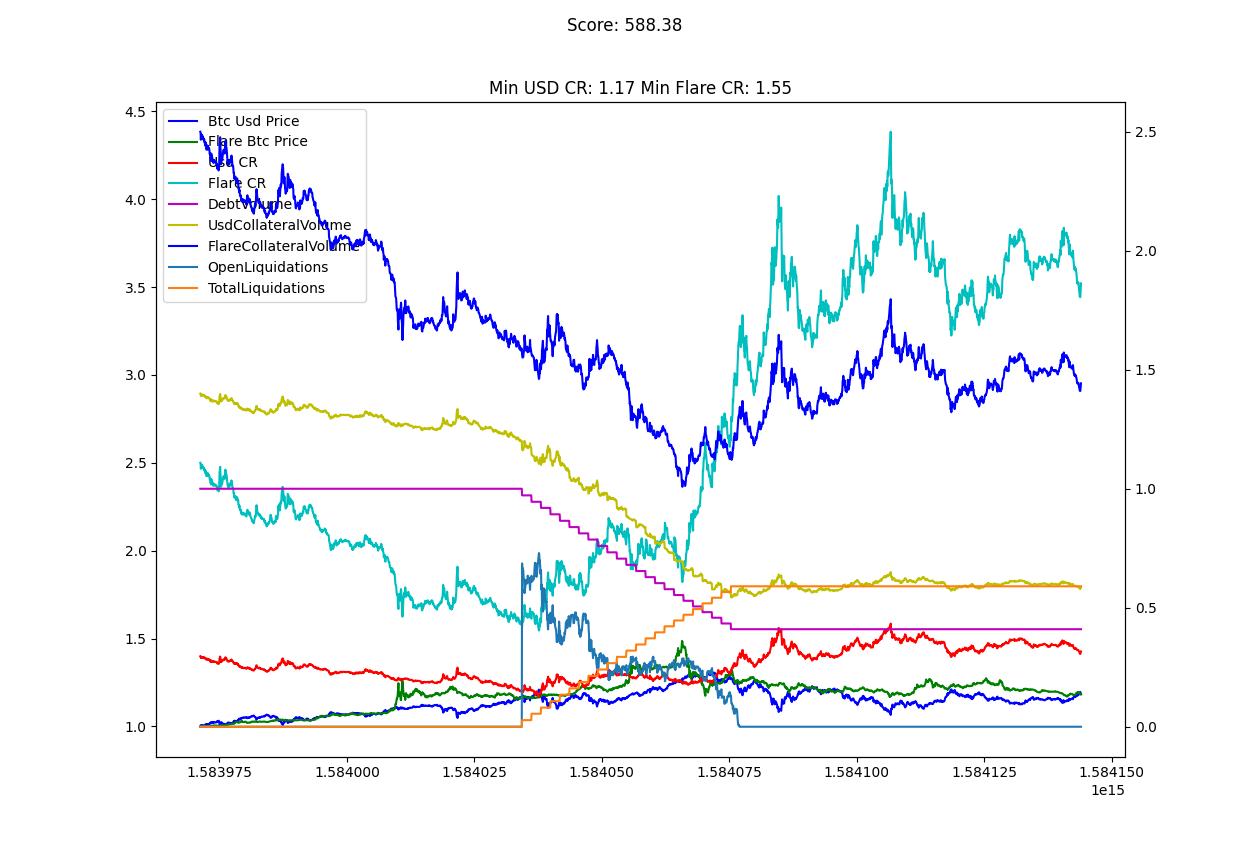 Score: 588.38
Min USD CR: 1.17 Min Flare CR: 1.55
4.5
4.0
3.5
3.0
2.5
2.0
1.5
1.0
Btc Usd Price
Flare Btc Price
Usd CR
Flare CR
DebtVolume
UsdCollateralVolume
FlareCollateralVolume
OpenLiquidations
TotalLiquidations
2.5
2.0
1.5
1.0
0.5
0.0
1.583975 1.584000 1.584025 1.584050 1.584075 1.584100 1.584125 1.584150
1e15